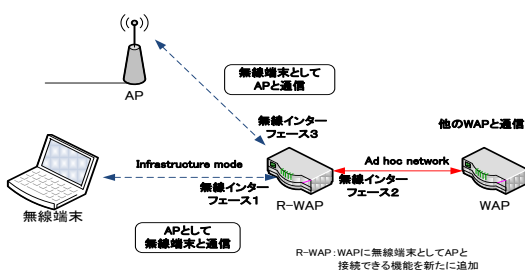 無線端末として
APと通信
AP
無線インター
フェース3
他のWAPと通信
Infrastructure mode
Ad hoc network
無線インター
フェース1
無線インター
フェース2
無線端末
R-WAP
WAP
APとして
無線端末と通信
R-WAP:WAPに無線端末としてAPと
接続できる機能を新たに追加